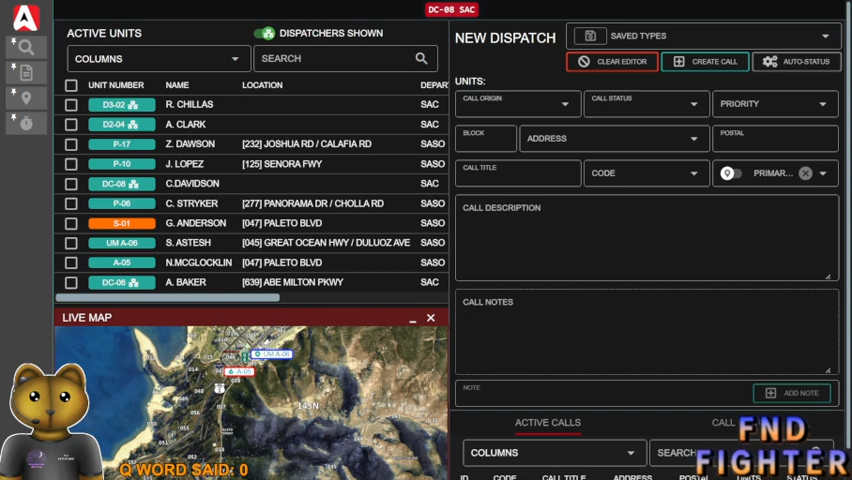 DC-08 SAC
ACTIVE UNITS
DISPATCHERS SHOWN
COLUMNS
SEARCH
UNIT NUMBER NAME LOCATION DEPAR
D3-02 R. CHILLAS SAC
D2-04 A. CLARK SAC
P-17 Z. DAWSON [232] JOSHUA RD / CALAFIA RD SASO
P-10 J. LOPEZ [125] SENORA FWY SASO
DC-08 C.DAVIDSON SAC
P-06 C. STRYKER [277] PANORAMA DR / CHOLLA RD SASO
S-01 G. ANDERSON [047] PALETO BLVD SASO
UM A-06 S. ASTESH [045] GREAT OCEAN HWY / DULUOZ AVE SASO
A-05 N.MCGLOCKLIN [047] PALETO BLVD SASO
DC-06 A. BAKER [639] ABE MILTON PKWY SAC
LIVE MAP
UM A-06
A-05
145N
Q WORD SAID: 0
NEW DISPATCH
SAVED TYPES
CLEAR EDITOR
CREATE CALL
AUTO-STATUS
UNITS:
CALL ORIGIN
CALL STATUS
PRIORITY
BLOCK
ADDRESS
POSTAL
CALL TITLE
CODE
PRIMAR...
CALL DESCRIPTION
CALL NOTES
NOTE
ADD NOTE
ACTIVE CALLS
CALL
COLUMNS
SEARCH
ID CODE CALL TITLE ADDRESS POSTAL UNITS STATUS
FND
FIGHTER